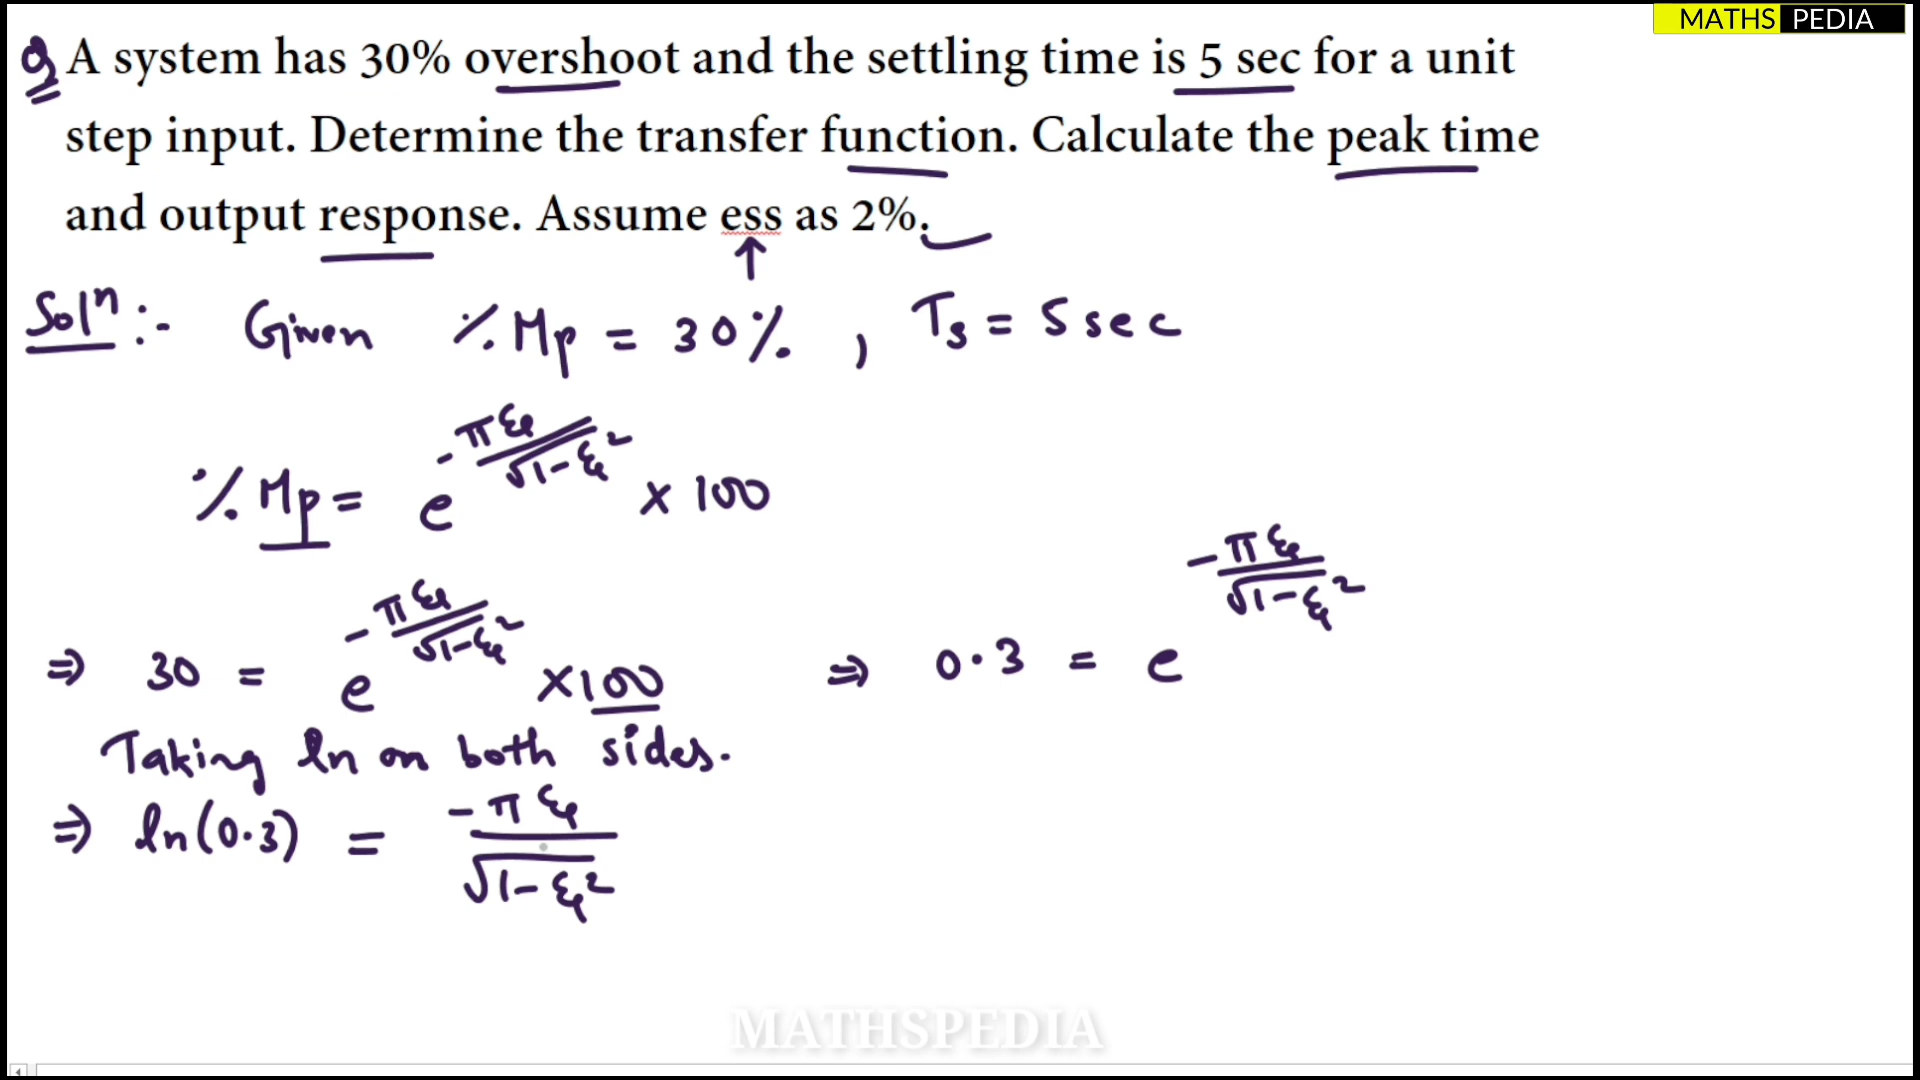 MATHS PEDIA
Q A system has 30% overshoot and the settling time is 5 sec for a unit
step input. Determine the transfer function. Calculate the peak time
and output response. Assume ess as 2%.
Solⁿ :- Given % Mp = 30% , Ts = 5 sec
% Mp = e^(-πξ/√(1-ξ²)) × 100
⇒ 30 = e^(-πξ/√(1-ξ²)) × 100 ⇒ 0.3 = e^(-πξ/√(1-ξ²))
Taking ln on both sides.
⇒ ln(0.3) = -πξ/√(1-ξ²)
MATHSPEDIA